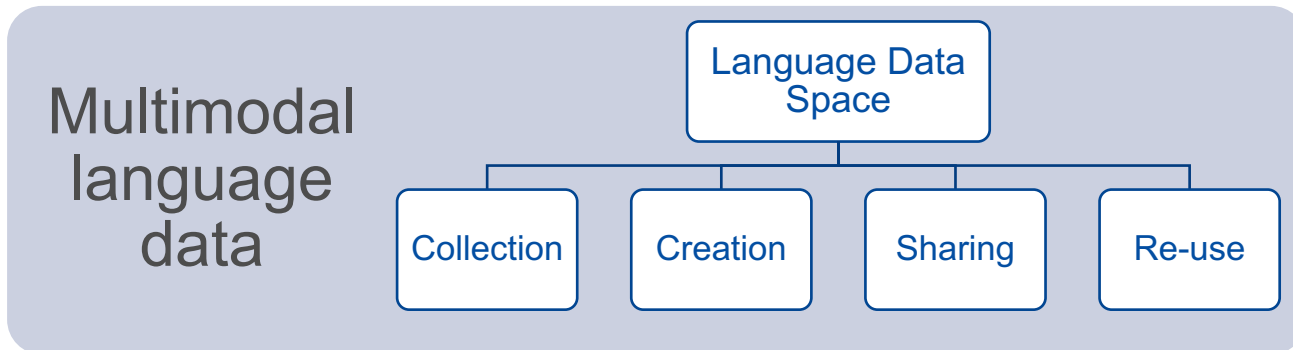 Multimodal
language
data
Language Data
Space
Collection
Creation
Sharing
Re-use